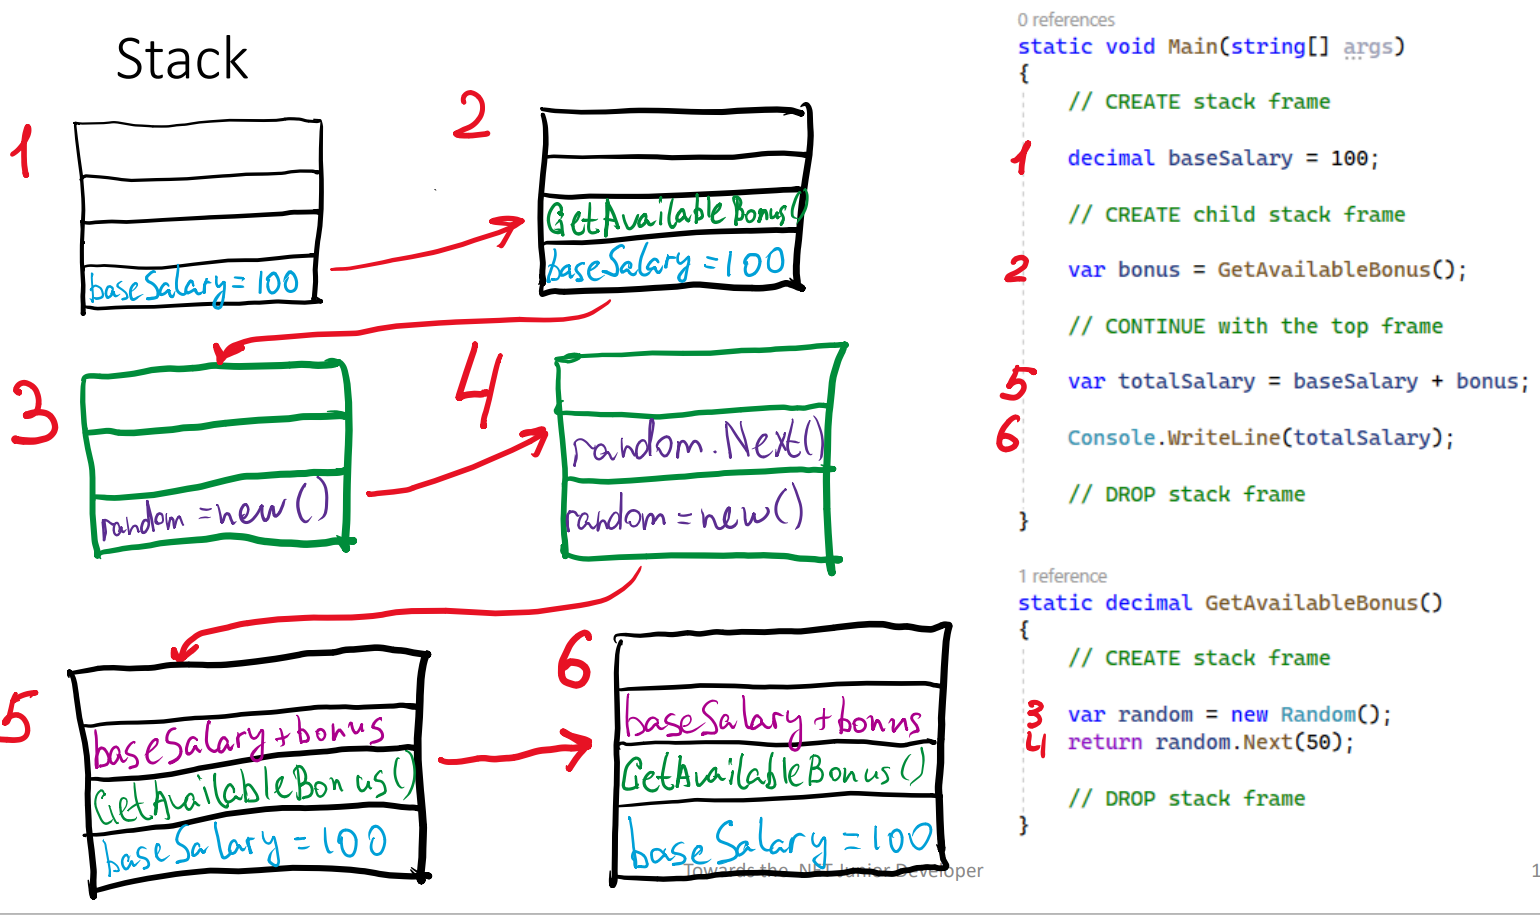 Stack
1
baseSalary = 100
2
GetAvailableBonus()
baseSalary = 100
3
random = new()
4
random.Next()
random = new()
5
baseSalary + bonus
GetAvailableBonus()
baseSalary = 100
6
baseSalary + bonus
GetAvailableBonus()
baseSalary = 100
0 references
static void Main(string[] args)
{
// CREATE stack frame
1 decimal baseSalary = 100;
// CREATE child stack frame
2 var bonus = GetAvailableBonus();
// CONTINUE with the top frame
5 var totalSalary = baseSalary + bonus;
6 Console.WriteLine(totalSalary);
// DROP stack frame
}
1 reference
static decimal GetAvailableBonus()
{
// CREATE stack frame
3 var random = new Random();
4 return random.Next(50);
// DROP stack frame
}
Towards the .NET Junior Developer
1